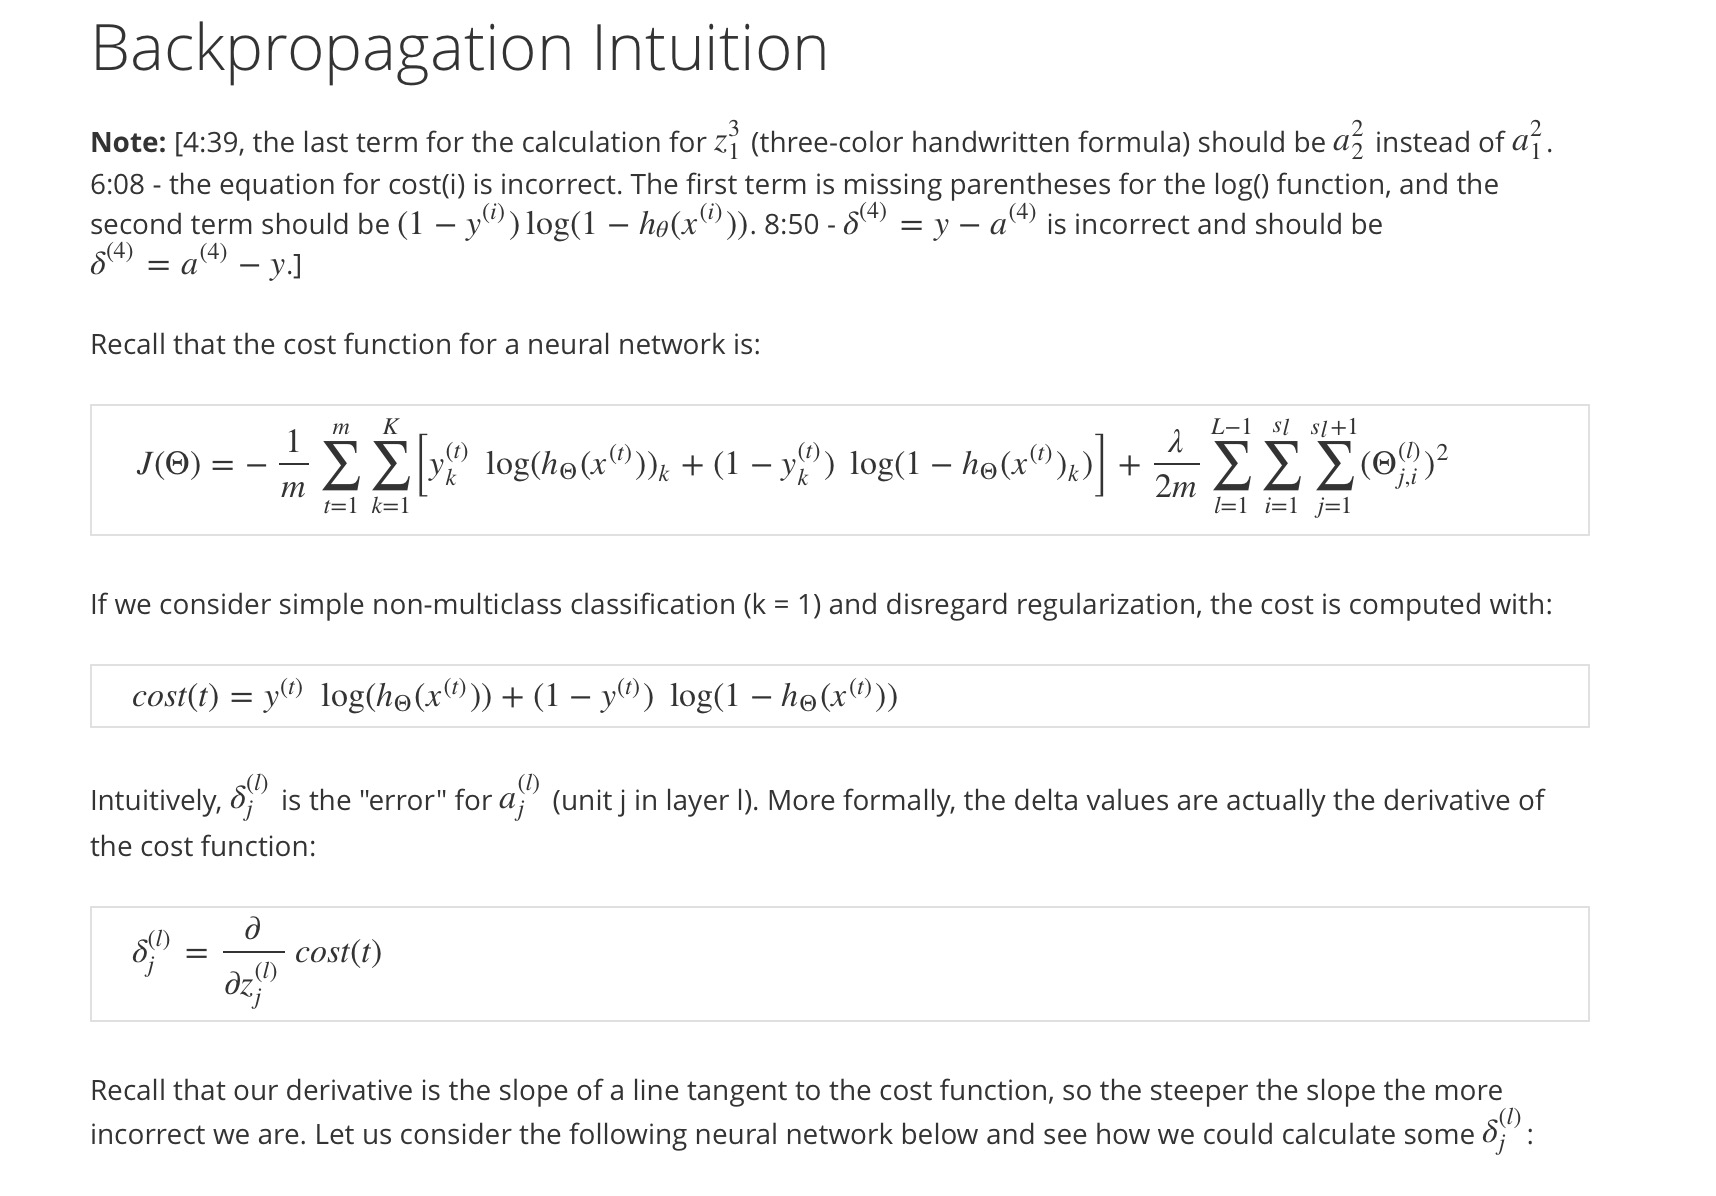 Backpropagation Intuition
Note: [4:39, the last term for the calculation for $z_1^3$ (three-color handwritten formula) should be $a_2^2$ instead of $a_1^2$.
6:08 - the equation for cost(i) is incorrect. The first term is missing parentheses for the log() function, and the
second term should be $(1 - y^{(i)})\log(1 - h_\theta(x^{(i)}))$. 8:50 - $\delta^{(4)} = y - a^{(4)}$ is incorrect and should be
$\delta^{(4)} = a^{(4)} - y$.]
Recall that the cost function for a neural network is:
$J(\Theta) = -\frac{1}{m}\sum_{t=1}^{m}\sum_{k=1}^{K}\left[y_k^{(t)} \log(h_\Theta(x^{(t)}))_k + (1 - y_k^{(t)}) \log(1 - h_\Theta(x^{(t)})_k)\right] + \frac{\lambda}{2m}\sum_{l=1}^{L-1}\sum_{i=1}^{sl}\sum_{j=1}^{sl+1}(\Theta_{j,i}^{(l)})^2$
If we consider simple non-multiclass classification (k = 1) and disregard regularization, the cost is computed with:
$cost(t) = y^{(t)} \log(h_\Theta(x^{(t)})) + (1 - y^{(t)}) \log(1 - h_\Theta(x^{(t)}))$
Intuitively, $\delta_j^{(l)}$ is the "error" for $a_j^{(l)}$ (unit j in layer l). More formally, the delta values are actually the derivative of
the cost function:
$\delta_j^{(l)} = \frac{\partial}{\partial z_j^{(l)}} cost(t)$
Recall that our derivative is the slope of a line tangent to the cost function, so the steeper the slope the more
incorrect we are. Let us consider the following neural network below and see how we could calculate some $\delta_j^{(l)}$: